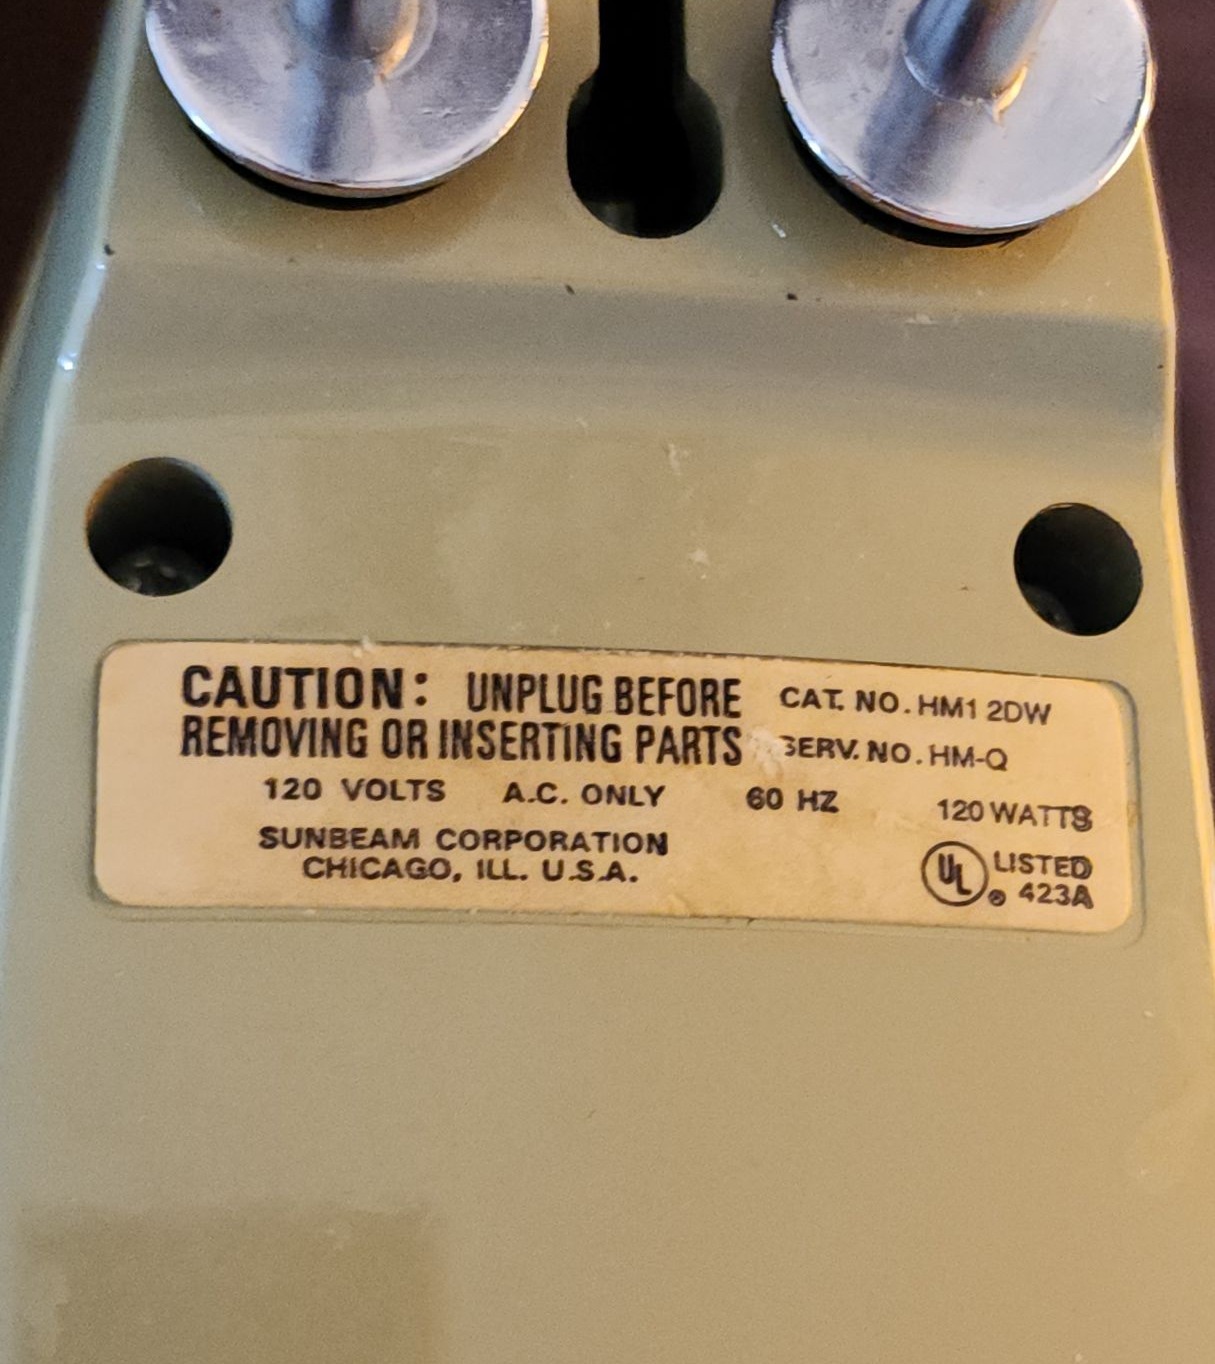 CAUTION: UNPLUG BEFORE CAT. NO. HM1 2DW
REMOVING OR INSERTING PARTS SERV. NO. HM-Q
120 VOLTS A.C. ONLY 60 HZ 120 WATTS
SUNBEAM CORPORATION
CHICAGO, ILL. U.S.A.
UL ® LISTED
423A